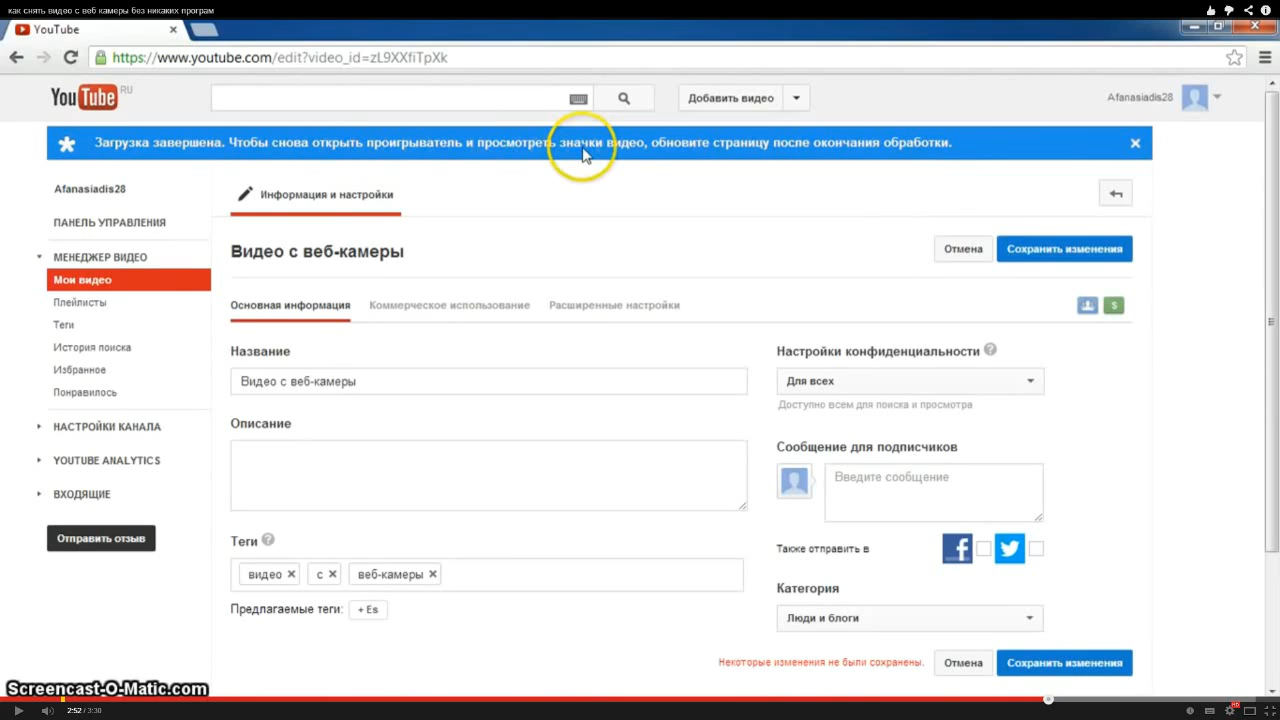 как снять видео с веб камеры без никаких програм
YouTube
https://www.youtube.com/edit?video_id=zL9XXfiTpXk
YouTube RU
Добавить видео
Afanasiadis28
Загрузка завершена. Чтобы снова открыть проигрыватель и просмотреть значки видео, обновите страницу после окончания обработки.
Afanasiadis28
Информация и настройки
ПАНЕЛЬ УПРАВЛЕНИЯ
МЕНЕДЖЕР ВИДЕО
Мои видео
Плейлисты
Теги
История поиска
Избранное
Понравилось
НАСТРОЙКИ КАНАЛА
YOUTUBE ANALYTICS
ВХОДЯЩИЕ
Отправить отзыв
Видео с веб-камеры
Отмена
Сохранить изменения
Основная информация
Коммерческое использование
Расширенные настройки
$
Название
Видео с веб-камеры
Описание
Теги ?
видео
с
веб-камеры
Предлагаемые теги: + Es
Настройки конфиденциальности ?
Для всех
Доступно всем для поиска и просмотра
Сообщение для подписчиков
Введите сообщение
Также отправить в
Категория
Люди и блоги
Некоторые изменения не были сохранены.
Отмена
Сохранить изменения
Screencast-O-Matic.com
2:52 / 3:30
HD